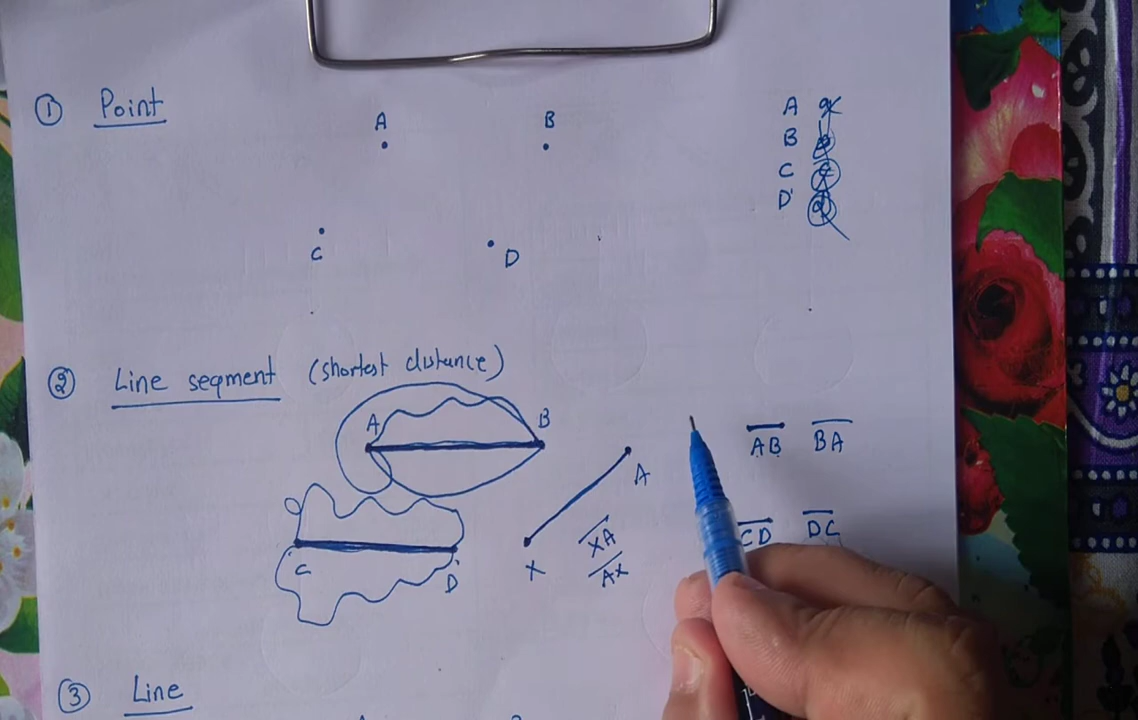 ① Point
A B
C D
A a
B b
C c
D d
② Line segment (shortest distance)
A B
C D
X A
XA
AX
AB BA
CD DC
③ Line